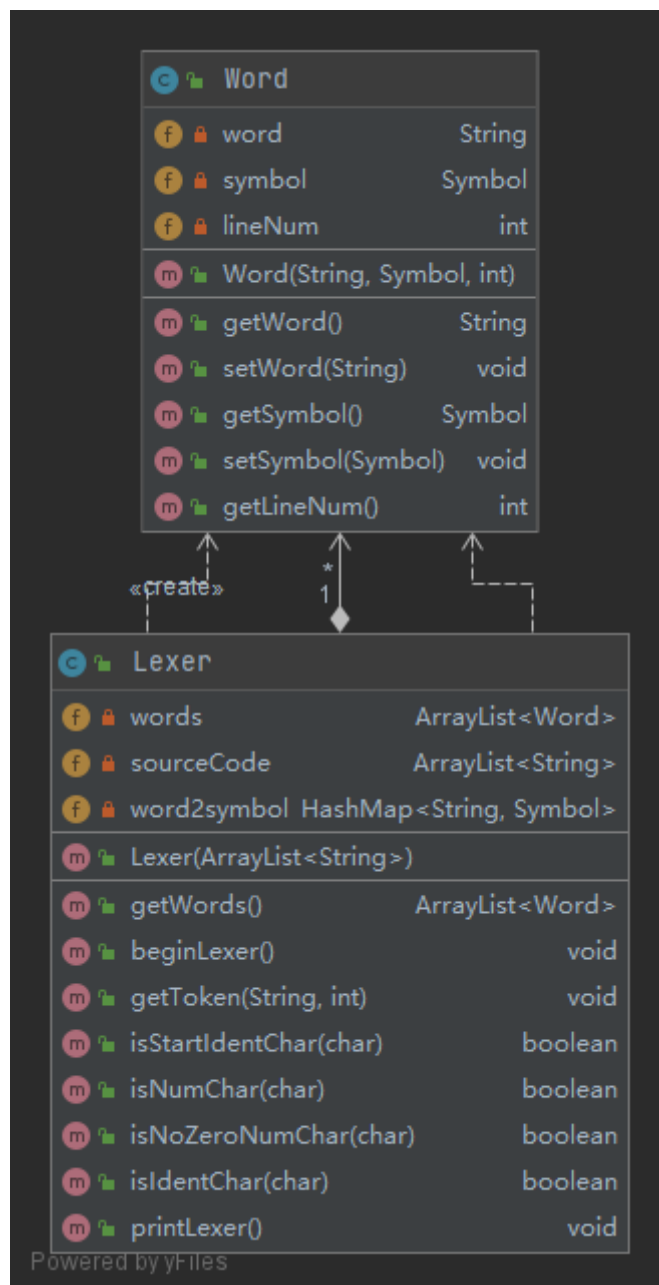 Word
word String
symbol Symbol
lineNum int
Word(String, Symbol, int)
getWord() String
setWord(String) void
getSymbol() Symbol
setSymbol(Symbol) void
getLineNum() int
«create»
*
1
Lexer
words ArrayList<Word>
sourceCode ArrayList<String>
word2symbol HashMap<String, Symbol>
Lexer(ArrayList<String>)
getWords() ArrayList<Word>
beginLexer() void
getToken(String, int) void
isStartIdentChar(char) boolean
isNumChar(char) boolean
isNoZeroNumChar(char) boolean
isIdentChar(char) boolean
printLexer() void
Powered by yFiles